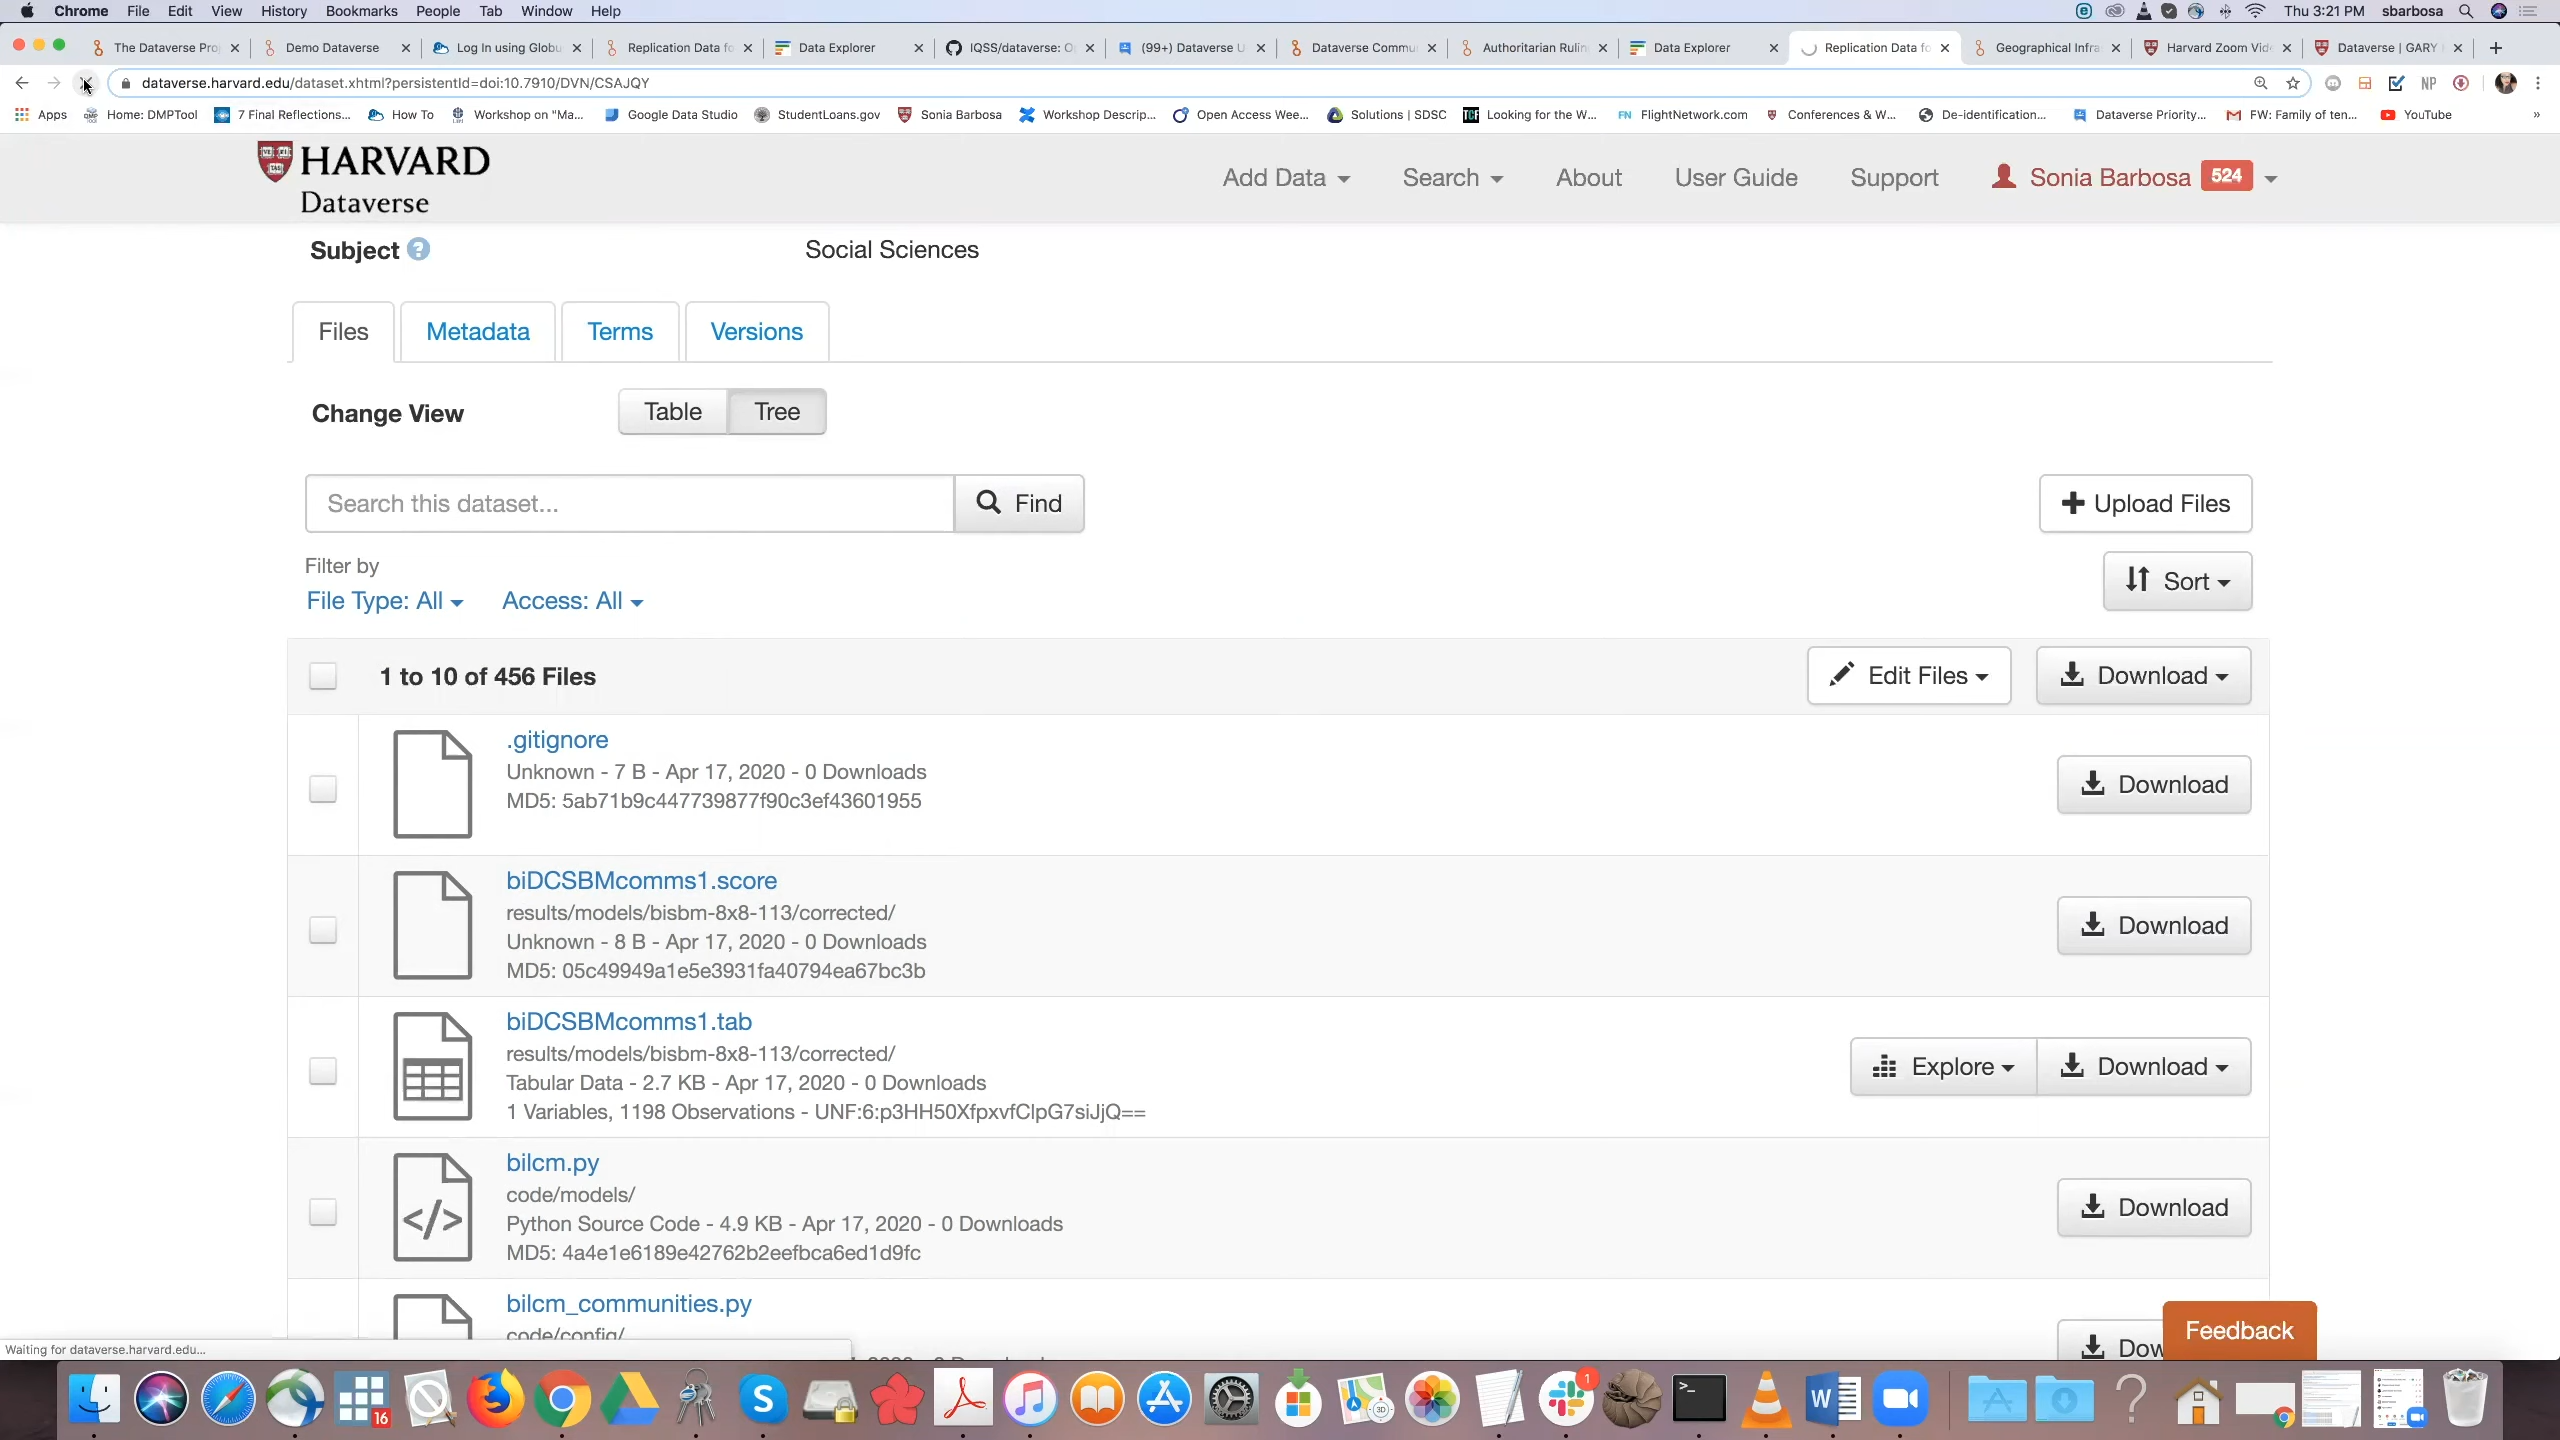 Chrome File Edit View History Bookmarks People Tab Window Help Thu 3:21 PM sbarbosa
The Dataverse Pro Demo Dataverse Log In using Globu Replication Data fo Data Explorer IQSS/dataverse: O (99+) Dataverse U Dataverse Commu Authoritarian Rulin Data Explorer Replication Data fo Geographical Infra Harvard Zoom Vide Dataverse | GARY
dataverse.harvard.edu/dataset.xhtml?persistentId=doi:10.7910/DVN/CSAJQY NP
Apps Home: DMPTool 7 Final Reflections... How To Workshop on "Ma... Google Data Studio StudentLoans.gov Sonia Barbosa Workshop Descrip... Open Access Wee... Solutions | SDSC Looking for the W... FlightNetwork.com Conferences & W... De-identification... Dataverse Priority... FW: Family of ten... YouTube »
HARVARD
Dataverse
Add Data Search About User Guide Support Sonia Barbosa 524
Subject ? Social Sciences
Files Metadata Terms Versions
Change View Table Tree
Search this dataset... Find Upload Files
Filter by
File Type: All Access: All Sort
1 to 10 of 456 Files Edit Files Download
.gitignore
Unknown - 7 B - Apr 17, 2020 - 0 Downloads
MD5: 5ab71b9c447739877f90c3ef43601955
Download
biDCSBMcomms1.score
results/models/bisbm-8x8-113/corrected/
Unknown - 8 B - Apr 17, 2020 - 0 Downloads
MD5: 05c49949a1e5e3931fa40794ea67bc3b
Download
biDCSBMcomms1.tab
results/models/bisbm-8x8-113/corrected/
Tabular Data - 2.7 KB - Apr 17, 2020 - 0 Downloads
1 Variables, 1198 Observations - UNF:6:p3HH50XfpxvfClpG7siJjQ==
Explore Download
bilcm.py
code/models/
Python Source Code - 4.9 KB - Apr 17, 2020 - 0 Downloads
MD5: 4a4e1e6189e42762b2eefbca6ed1d9fc
Download
bilcm_communities.py
code/config/
Dow
Feedback
Waiting for dataverse.harvard.edu...
16
1